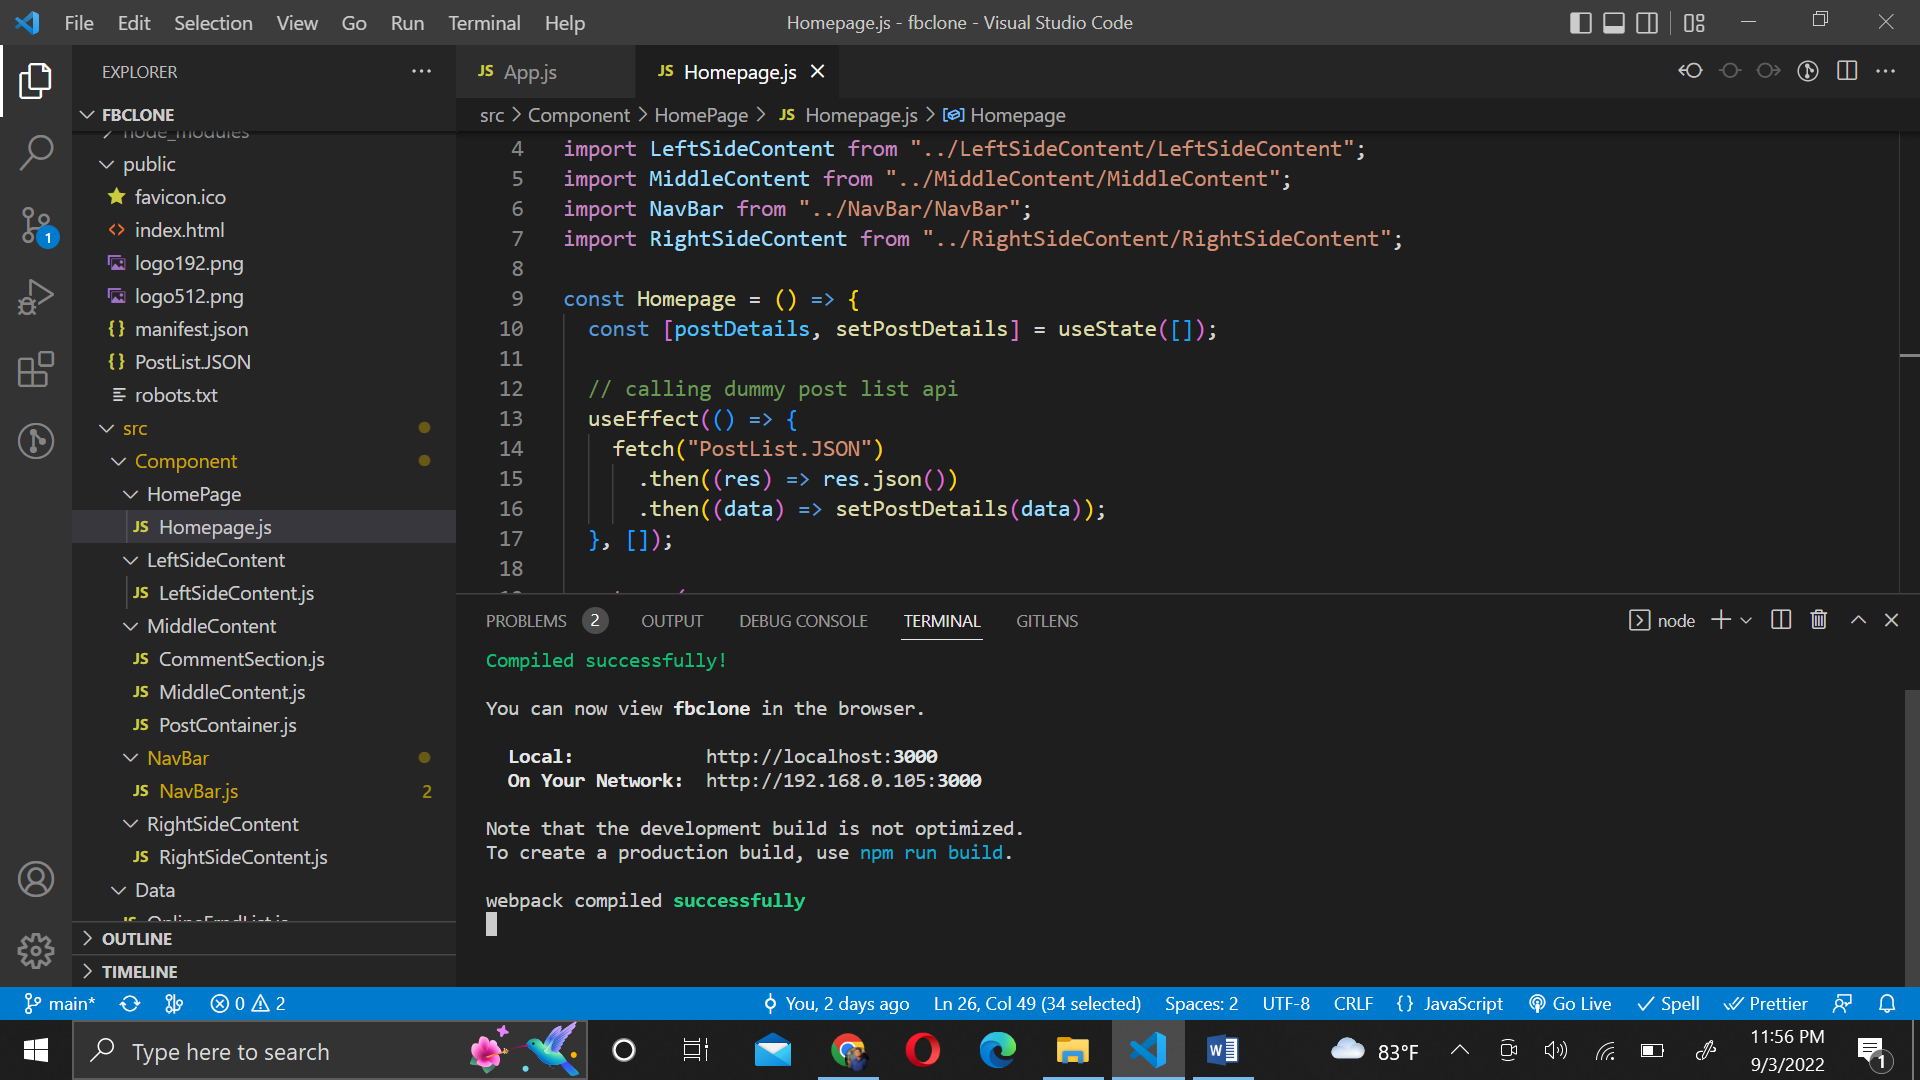 File Edit Selection View Go Run Terminal Help
Homepage.js - fbclone - Visual Studio Code
EXPLORER
FBCLONE
node_modules
public
favicon.ico
index.html
logo192.png
logo512.png
manifest.json
PostList.JSON
robots.txt
src
Component
HomePage
JS Homepage.js
LeftSideContent
JS LeftSideContent.js
MiddleContent
JS CommentSection.js
JS MiddleContent.js
JS PostContainer.js
NavBar
JS NavBar.js 2
RightSideContent
JS RightSideContent.js
Data
JS OnlineFrndList.js
OUTLINE
TIMELINE
1
JS App.js
JS Homepage.js
src > Component > HomePage > JS Homepage.js > Homepage
4 import LeftSideContent from "../LeftSideContent/LeftSideContent";
5 import MiddleContent from "../MiddleContent/MiddleContent";
6 import NavBar from "../NavBar/NavBar";
7 import RightSideContent from "../RightSideContent/RightSideContent";
8
9 const Homepage = () => {
10 const [postDetails, setPostDetails] = useState([]);
11
12 // calling dummy post list api
13 useEffect(() => {
14 fetch("PostList.JSON")
15 .then((res) => res.json())
16 .then((data) => setPostDetails(data));
17 }, []);
18
PROBLEMS 2 OUTPUT DEBUG CONSOLE TERMINAL GITLENS
node
Compiled successfully!
You can now view fbclone in the browser.
Local: http://localhost:3000
On Your Network: http://192.168.0.105:3000
Note that the development build is not optimized.
To create a production build, use npm run build.
webpack compiled successfully
main* 0 2 You, 2 days ago Ln 26, Col 49 (34 selected) Spaces: 2 UTF-8 CRLF {} JavaScript Go Live Spell Prettier
Type here to search
83°F
11:56 PM
9/3/2022
1